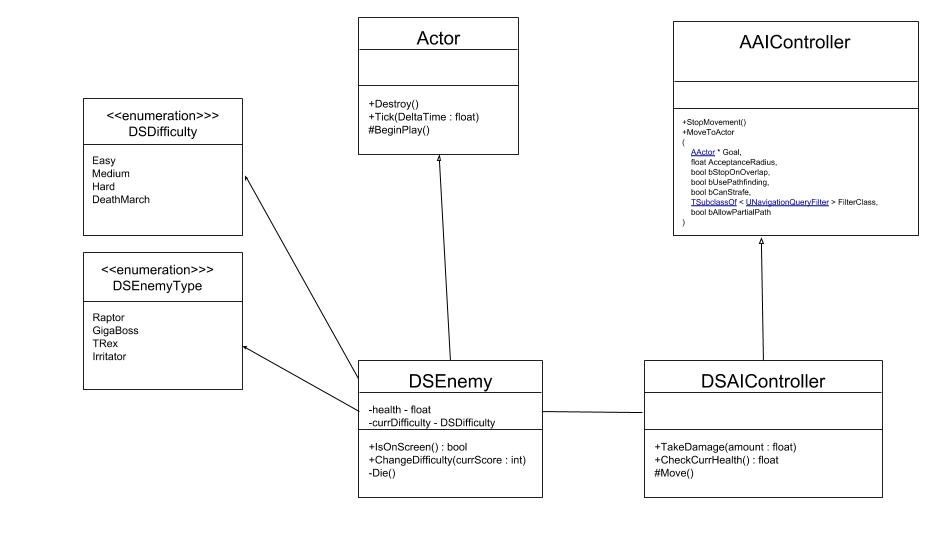 Actor
+Destroy()
+Tick(DeltaTime : float)
#BeginPlay()
AAIController
+StopMovement()
+MoveToActor
(
AActor * Goal,
float AcceptanceRadius,
bool bStopOnOverlap,
bool bUsePathfinding,
bool bCanStrafe,
TSubclassOf < UNavigationQueryFilter > FilterClass,
bool bAllowPartialPath
)
<<enumeration>>>
DSDifficulty
Easy
Medium
Hard
DeathMarch
<<enumeration>>>
DSEnemyType
Raptor
GigaBoss
TRex
Irritator
DSEnemy
-health - float
-currDifficulty - DSDifficulty
+IsOnScreen() : bool
+ChangeDifficulty(currScore : int)
-Die()
DSAIController
+TakeDamage(amount : float)
+CheckCurrHealth() : float
#Move()